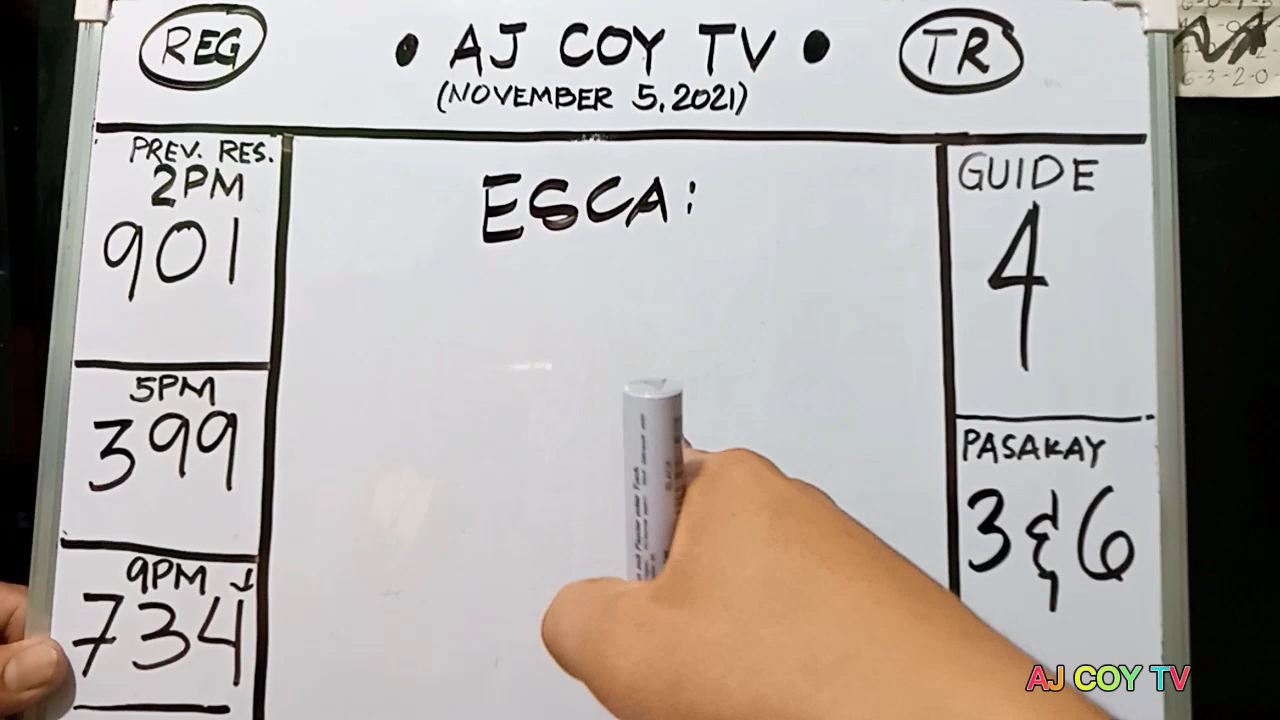 REG
• AJ COY TV •
TR
(NOVEMBER 5, 2021)
PREV. RES.
2PM
901
5PM
399
9PM ↓
734
ESCA:
GUIDE
4
PASAKAY
3 & 6
AJ COY TV